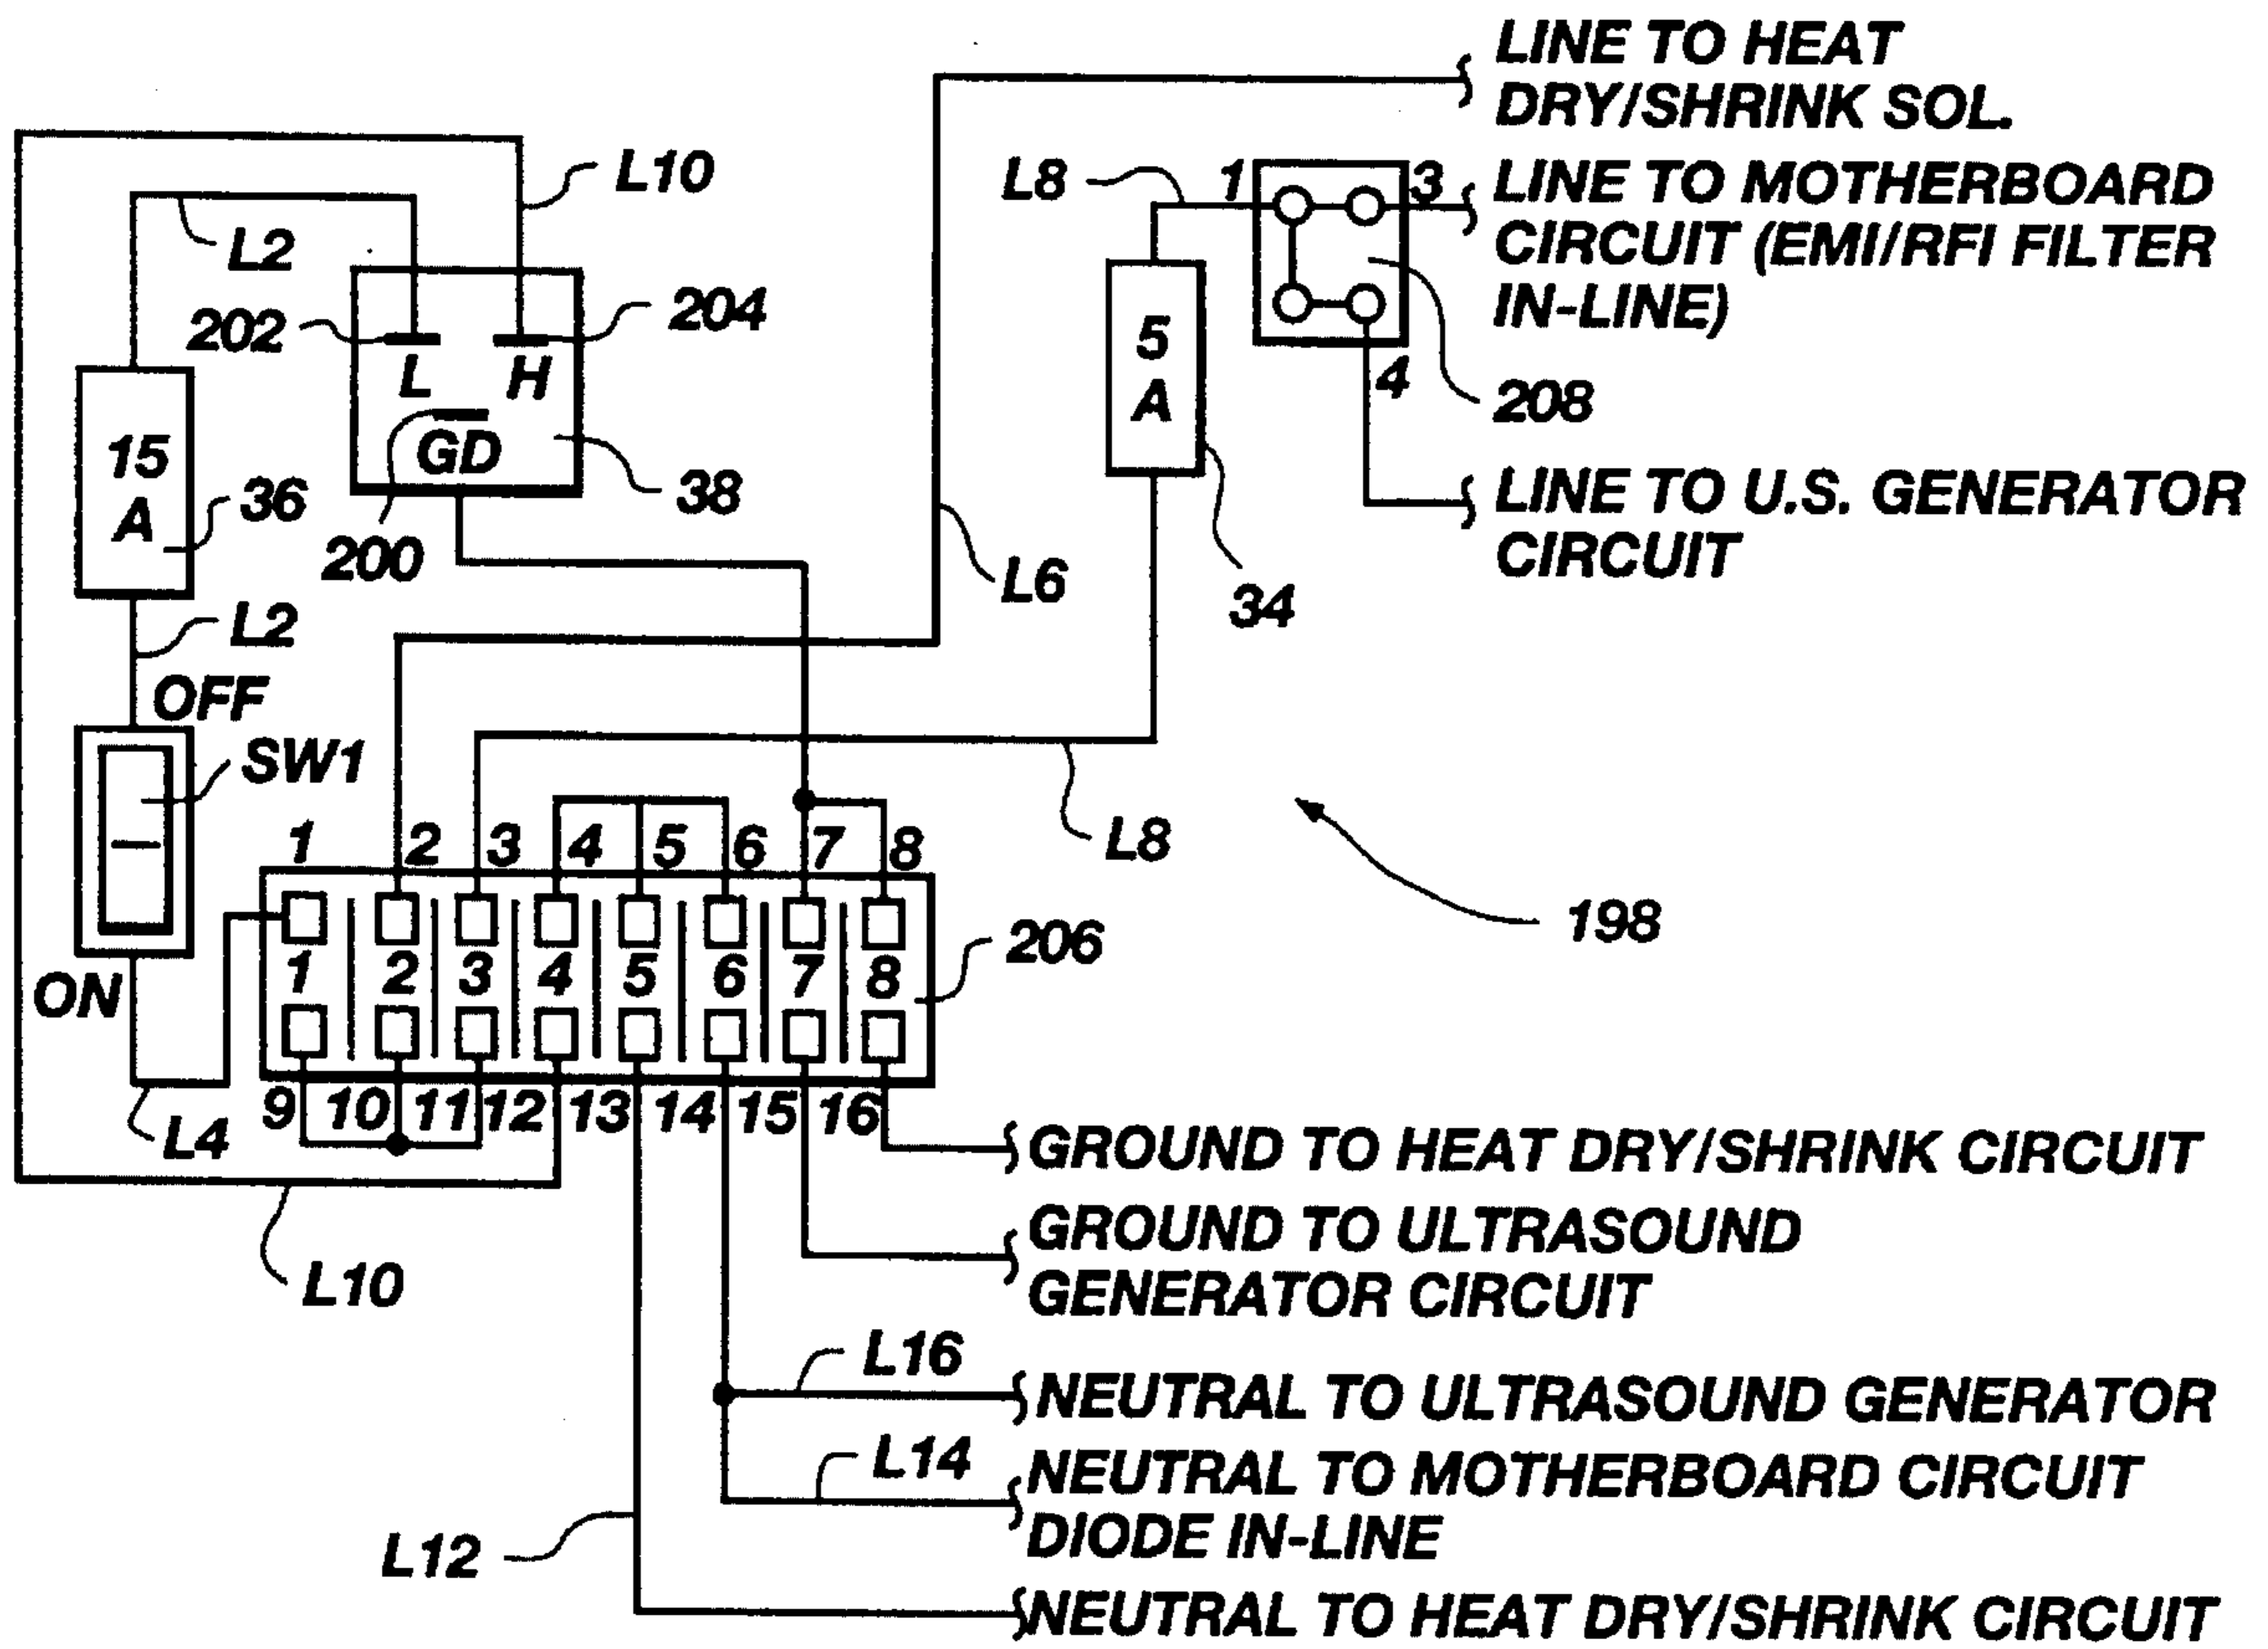 LINE TO HEAT
DRY/SHRINK SOL.
L10
L8
1
3
LINE TO MOTHERBOARD
CIRCUIT (EMI/RFI FILTER
IN-LINE)
L2
202
204
L
H
GD
5
A
4
208
15
A
36
38
200
LINE TO U.S. GENERATOR
CIRCUIT
L6
34
L2
OFF
SW1
L8
1 2 3 4 5 6 7 8
198
206
1 2 3 4 5 6 7 8
ON
9 10 11 12 13 14 15 16
L4
GROUND TO HEAT DRY/SHRINK CIRCUIT
GROUND TO ULTRASOUND
GENERATOR CIRCUIT
L10
L16
NEUTRAL TO ULTRASOUND GENERATOR
L14
NEUTRAL TO MOTHERBOARD CIRCUIT
DIODE IN-LINE
L12
NEUTRAL TO HEAT DRY/SHRINK CIRCUIT